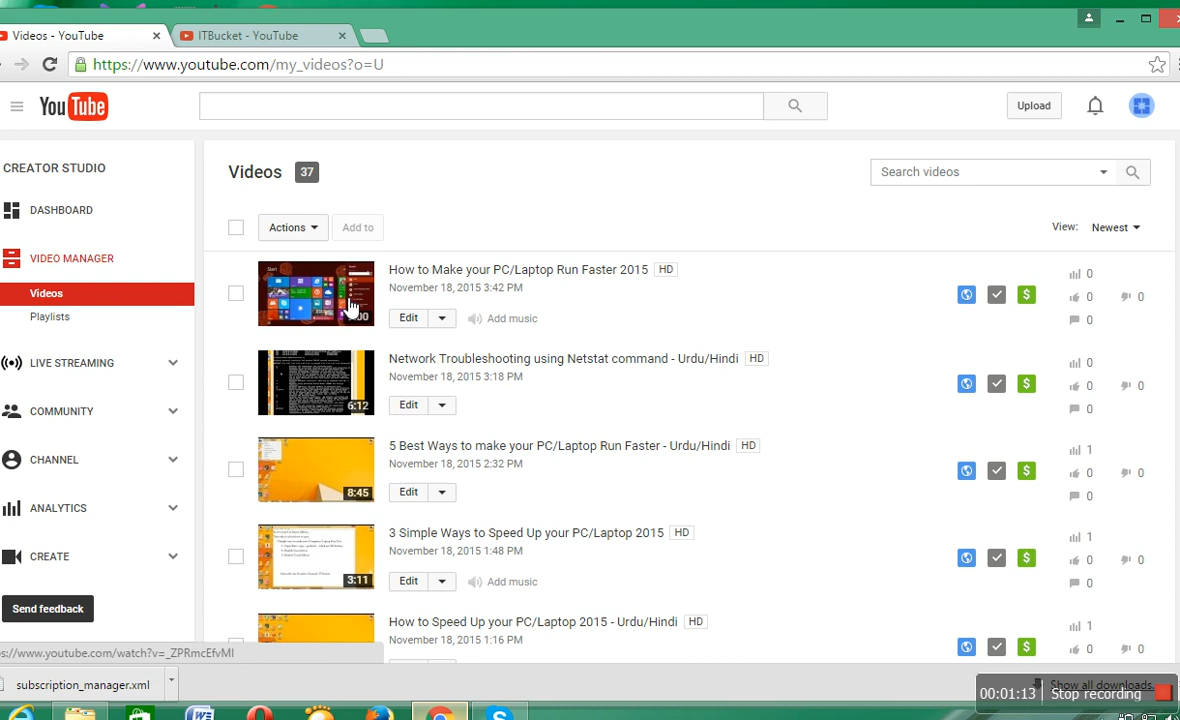 Videos - YouTube
ITBucket - YouTube
https://www.youtube.com/my_videos?o=U
YouTube
Upload
CREATOR STUDIO
DASHBOARD
VIDEO MANAGER
Videos
Playlists
LIVE STREAMING
COMMUNITY
CHANNEL
ANALYTICS
CREATE
Send feedback
Videos 37
Search videos
Actions
Add to
View: Newest
Start
How to Make your PC/Laptop Run Faster 2015 HD
November 18, 2015 3:42 PM
Edit
Add music
0
0 0
0
Network Troubleshooting using Netstat command - Urdu/Hindi HD
November 18, 2015 3:18 PM
6:12
Edit
0
0 0
0
5 Best Ways to make your PC/Laptop Run Faster - Urdu/Hindi HD
November 18, 2015 2:32 PM
8:45
Edit
1
0 0
0
3 Simple Ways to Speed Up your PC/Laptop 2015 HD
November 18, 2015 1:48 PM
3:11
Edit
Add music
1
0 0
0
How to Speed Up your PC/Laptop 2015 - Urdu/Hindi HD
November 18, 2015 1:16 PM
1
0 0
s://www.youtube.com/watch?v=_ZPRmcEfvMI
subscription_manager.xml
Show all downloads...
00:01:13 Stop recording